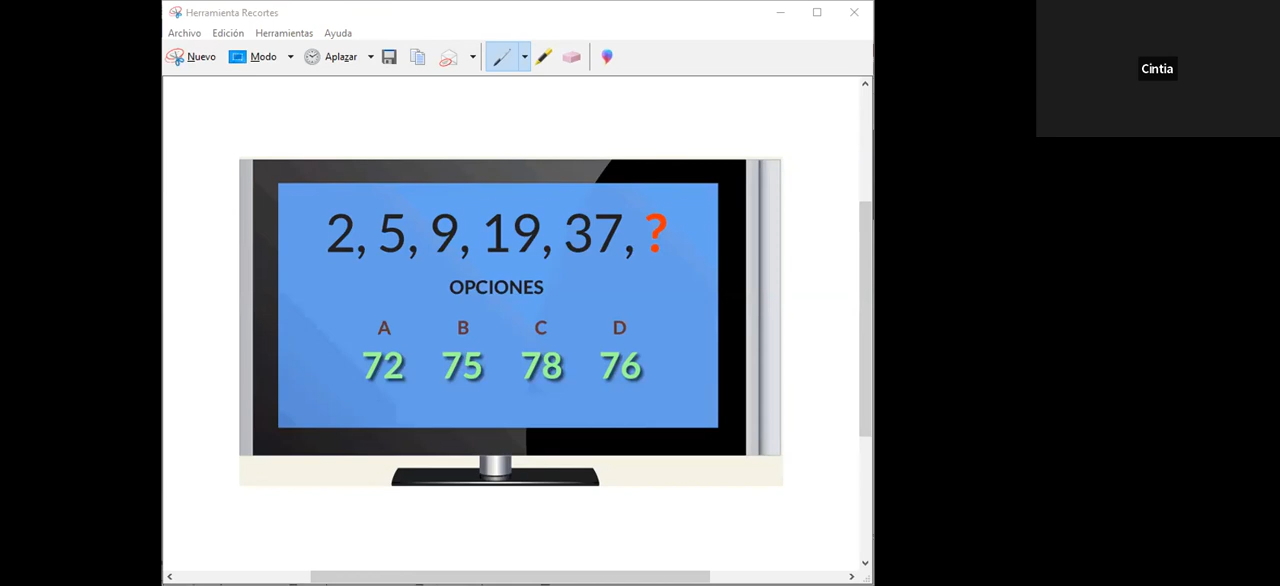 Herramienta Recortes
Archivo Edición Herramientas Ayuda
Nuevo Modo Aplazar
Cintia
2, 5, 9, 19, 37, ?
OPCIONES
A B C D
72 75 78 76